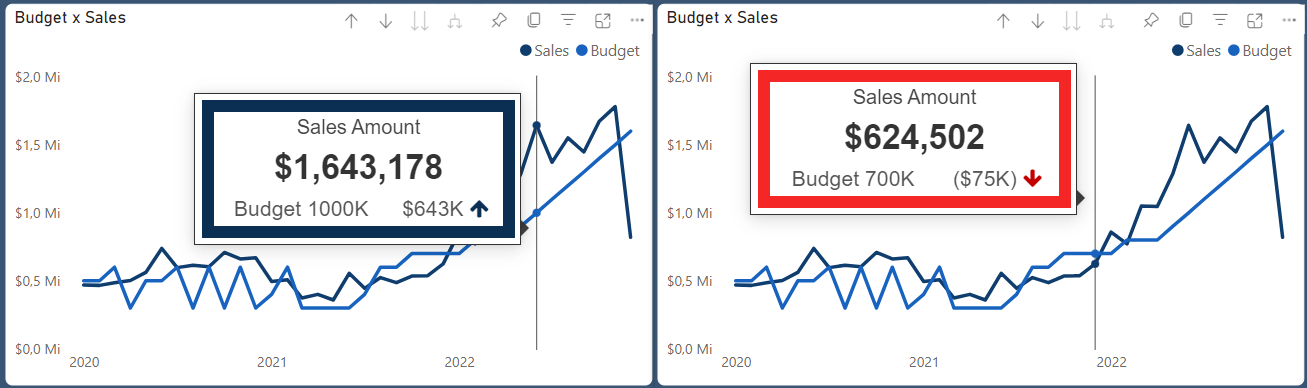 Budget x Sales
Sales Budget
$2,0 Mi
Sales Amount
$1,643,178
Budget 1000K ($643K
$1,5 Mi
$1,0 Mi
$0,5 Mi
$0,0 Mi
2020 2021 2022
Budget x Sales
Sales Budget
$2,0 Mi
Sales Amount
$624,502
Budget 700K ($75K)
$1,5 Mi
$1,0 Mi
$0,5 Mi
$0,0 Mi
2020 2021 2022